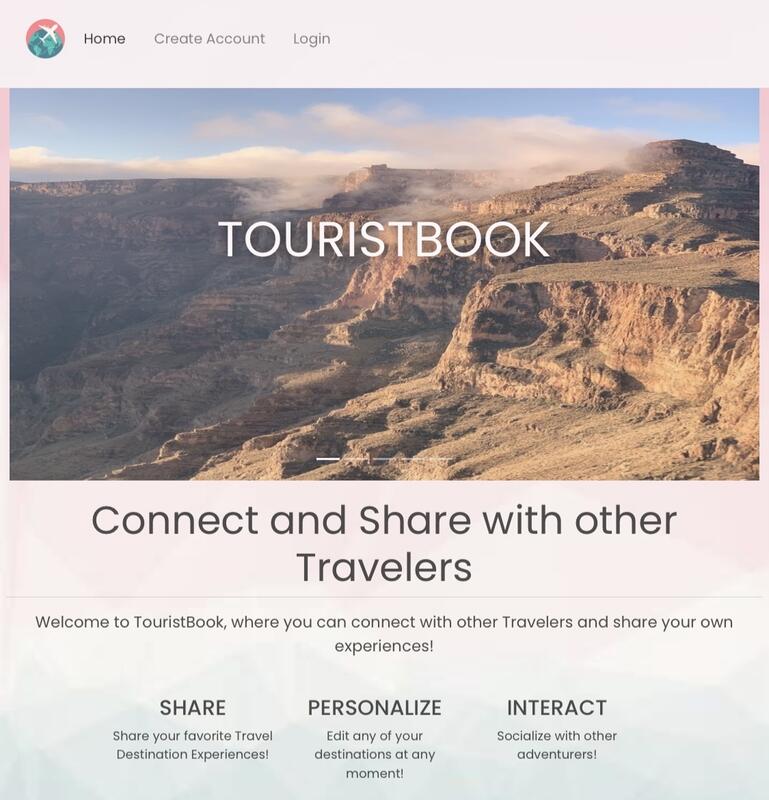 Home Create Account Login
TOURISTBOOK
Connect and Share with other
Travelers
Welcome to TouristBook, where you can connect with other Travelers and share your own
experiences!
SHARE PERSONALIZE INTERACT
Share your favorite Travel
Destination Experiences!
Edit any of your
destinations at any
moment!
Socialize with other
adventurers!